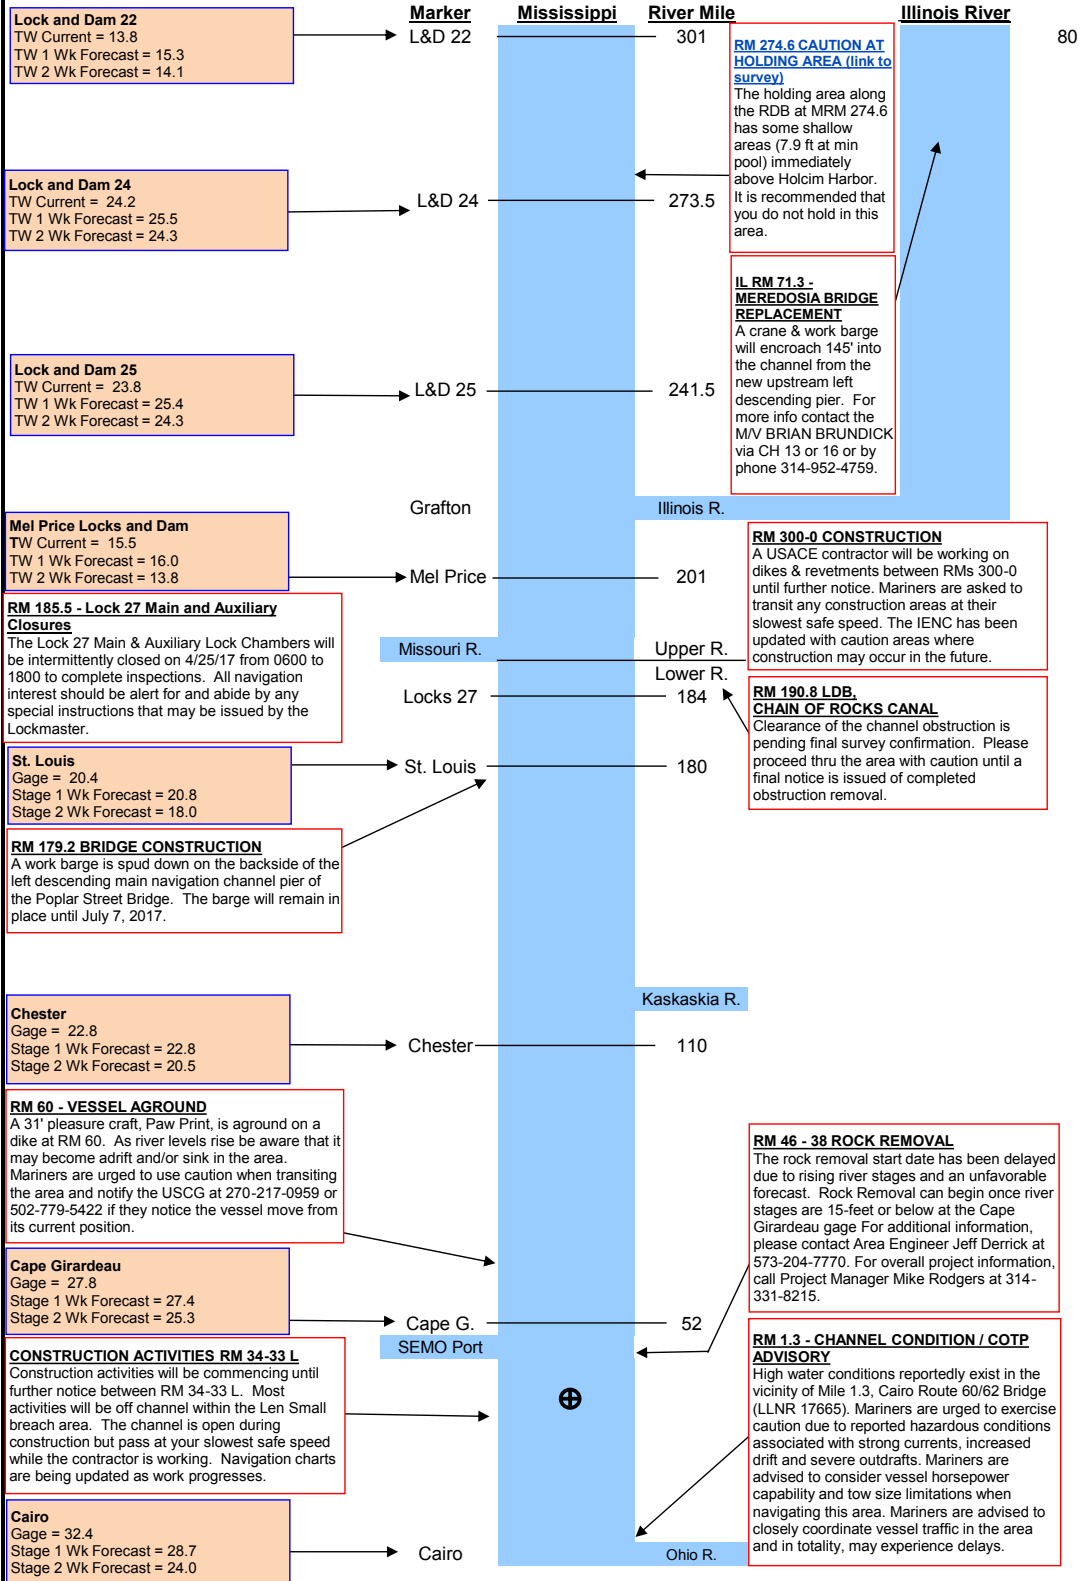 Marker
Mississippi
River Mile
Illinois River
Lock and Dam 22
TW Current = 13.8
TW 1 Wk Forecast = 15.3
TW 2 Wk Forecast = 14.1
L&D 22
301
80
RM 274.6 CAUTION AT
HOLDING AREA (link to
survey)
The holding area along
the RDB at MRM 274.6
has some shallow
areas (7.9 ft at min
pool) immediately
above Holcim Harbor.
It is recommended that
you do not hold in this
area.
Lock and Dam 24
TW Current = 24.2
TW 1 Wk Forecast = 25.5
TW 2 Wk Forecast = 24.3
L&D 24
273.5
IL RM 71.3 -
MEREDOSIA BRIDGE
REPLACEMENT
A crane & work barge
will encroach 145' into
the channel from the
new upstream left
descending pier. For
more info contact the
M/V BRIAN BRUNDICK
via CH 13 or 16 or by
phone 314-952-4759.
Lock and Dam 25
TW Current = 23.8
TW 1 Wk Forecast = 25.4
TW 2 Wk Forecast = 24.3
L&D 25
241.5
Grafton
Illinois R.
Mel Price Locks and Dam
TW Current = 15.5
TW 1 Wk Forecast = 16.0
TW 2 Wk Forecast = 13.8
Mel Price
201
RM 300-0 CONSTRUCTION
A USACE contractor will be working on
dikes & revetments between RMs 300-0
until further notice. Mariners are asked to
transit any construction areas at their
slowest safe speed. The IENC has been
updated with caution areas where
construction may occur in the future.
RM 185.5 - Lock 27 Main and Auxiliary
Closures
The Lock 27 Main & Auxiliary Lock Chambers will
be intermittently closed on 4/25/17 from 0600 to
1800 to complete inspections. All navigation
interest should be alert for and abide by any
special instructions that may be issued by the
Lockmaster.
Missouri R.
Upper R.
Lower R.
Locks 27
184
RM 190.8 LDB,
CHAIN OF ROCKS CANAL
Clearance of the channel obstruction is
pending final survey confirmation. Please
proceed thru the area with caution until a
final notice is issued of completed
obstruction removal.
St. Louis
Gage = 20.4
Stage 1 Wk Forecast = 20.8
Stage 2 Wk Forecast = 18.0
St. Louis
180
RM 179.2 BRIDGE CONSTRUCTION
A work barge is spud down on the backside of the
left descending main navigation channel pier of
the Poplar Street Bridge. The barge will remain in
place until July 7, 2017.
Kaskaskia R.
Chester
Gage = 22.8
Stage 1 Wk Forecast = 22.8
Stage 2 Wk Forecast = 20.5
Chester
110
RM 60 - VESSEL AGROUND
A 31' pleasure craft, Paw Print, is aground on a
dike at RM 60. As river levels rise be aware that it
may become adrift and/or sink in the area.
Mariners are urged to use caution when transiting
the area and notify the USCG at 270-217-0959 or
502-779-5422 if they notice the vessel move from
its current position.
RM 46 - 38 ROCK REMOVAL
The rock removal start date has been delayed
due to rising river stages and an unfavorable
forecast. Rock Removal can begin once river
stages are 15-feet or below at the Cape
Girardeau gage For additional information,
please contact Area Engineer Jeff Derrick at
573-204-7770. For overall project information,
call Project Manager Mike Rodgers at 314-
331-8215.
Cape Girardeau
Gage = 27.8
Stage 1 Wk Forecast = 27.4
Stage 2 Wk Forecast = 25.3
Cape G.
52
SEMO Port
CONSTRUCTION ACTIVITIES RM 34-33 L
Construction activities will be commencing until
further notice between RM 34-33 L. Most
activities will be off channel within the Len Small
breach area. The channel is open during
construction but pass at your slowest safe speed
while the contractor is working. Navigation charts
are being updated as work progresses.
RM 1.3 - CHANNEL CONDITION / COTP
ADVISORY
High water conditions reportedly exist in the
vicinity of Mile 1.3, Cairo Route 60/62 Bridge
(LLNR 17665). Mariners are urged to exercise
caution due to reported hazardous conditions
associated with strong currents, increased
drift and severe outdrafts. Mariners are
advised to consider vessel horsepower
capability and tow size limitations when
navigating this area. Mariners are advised to
closely coordinate vessel traffic in the area
and in totality, may experience delays.
Cairo
Gage = 32.4
Stage 1 Wk Forecast = 28.7
Stage 2 Wk Forecast = 24.0
Cairo
Ohio R.